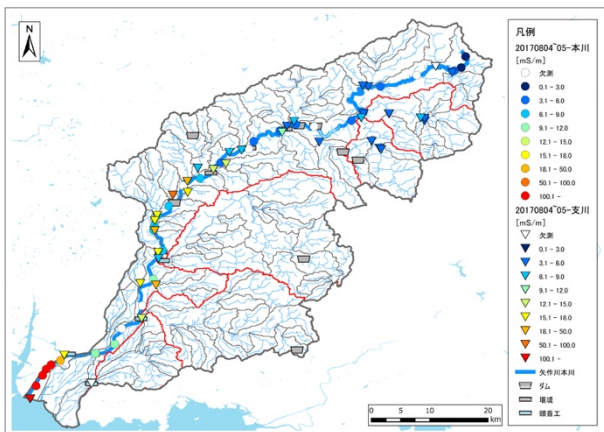 N
凡例
20170804~05-本川
[mS/m]
欠測
0.1 - 3.0
3.1 - 6.0
6.1 - 9.0
9.1 - 12.0
12.1 - 15.0
15.1 - 18.0
18.1 - 50.0
50.1 - 100.0
100.1 -
20170804~05-支川
[mS/m]
欠測
0.1 - 3.0
3.1 - 6.0
6.1 - 9.0
9.1 - 12.0
12.1 - 15.0
15.1 - 18.0
18.1 - 50.0
50.1 - 100.0
100.1 -
矢作川本川
ダム
堰堤
頭首工
0 5 10 20
km